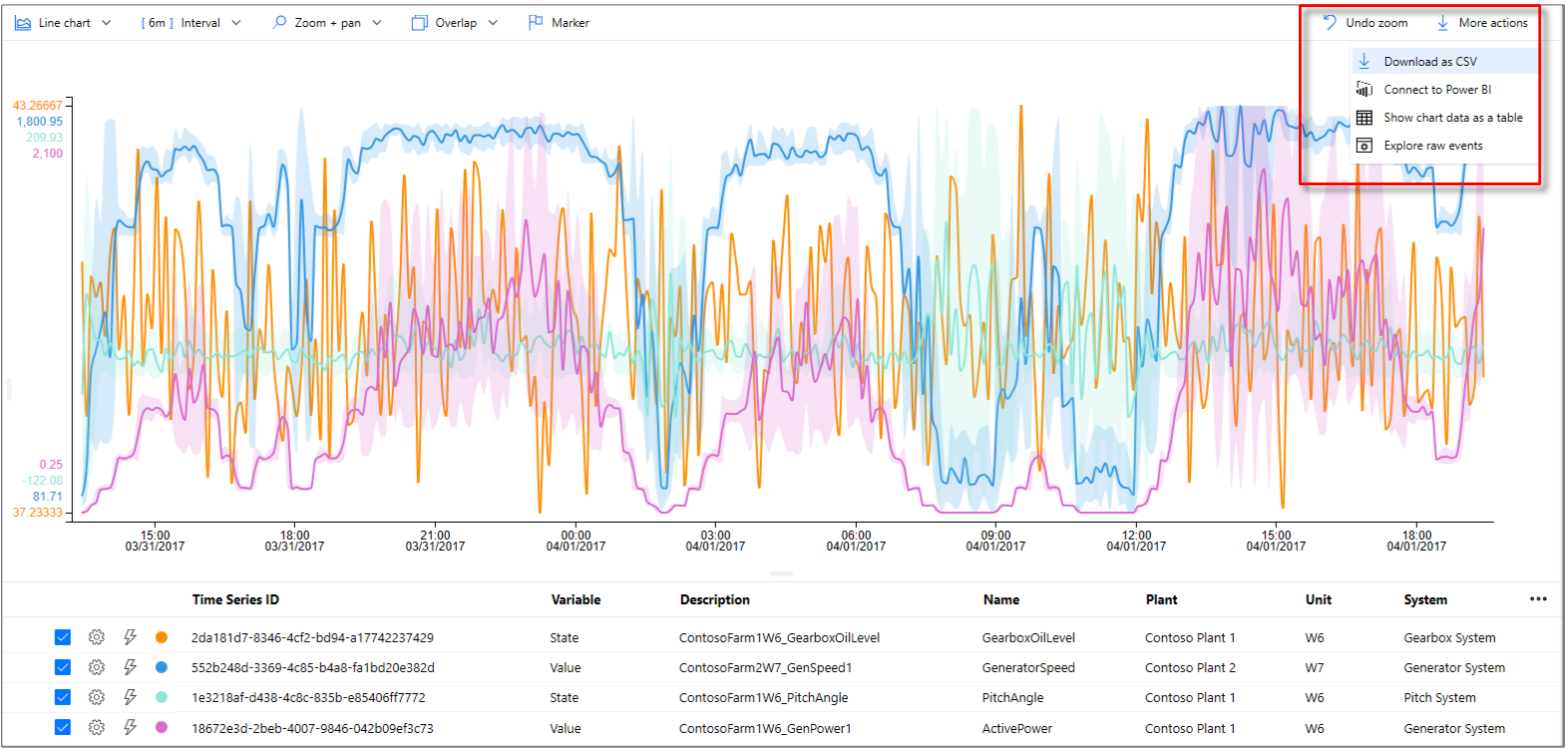 Line chart [ 6m ] Interval Zoom + pan Overlap Marker Undo zoom More actions
Download as CSV
Connect to Power BI
Show chart data as a table
Explore raw events
43.26667
1,800.95
209.93
2,100
0.25
-122.08
81.71
37.23333
15:00 18:00 21:00 00:00 03:00 06:00 09:00 12:00 15:00 18:00
03/31/2017 03/31/2017 03/31/2017 04/01/2017 04/01/2017 04/01/2017 04/01/2017 04/01/2017 04/01/2017 04/01/2017
Time Series ID Variable Description Name Plant Unit System
2da181d7-8346-4cf2-bd94-a17742237429 State ContosoFarm1W6_GearboxOilLevel GearboxOilLevel Contoso Plant 1 W6 Gearbox System
552b248d-3369-4c85-b4a8-fa1bd20e382d Value ContosoFarm2W7_GenSpeed1 GeneratorSpeed Contoso Plant 2 W7 Generator System
1e3218af-d438-4c8c-835b-e85406ff7772 State ContosoFarm1W6_PitchAngle PitchAngle Contoso Plant 1 W6 Pitch System
18672e3d-2beb-4007-9846-042b09ef3c73 Value ContosoFarm1W6_GenPower1 ActivePower Contoso Plant 1 W6 Generator System